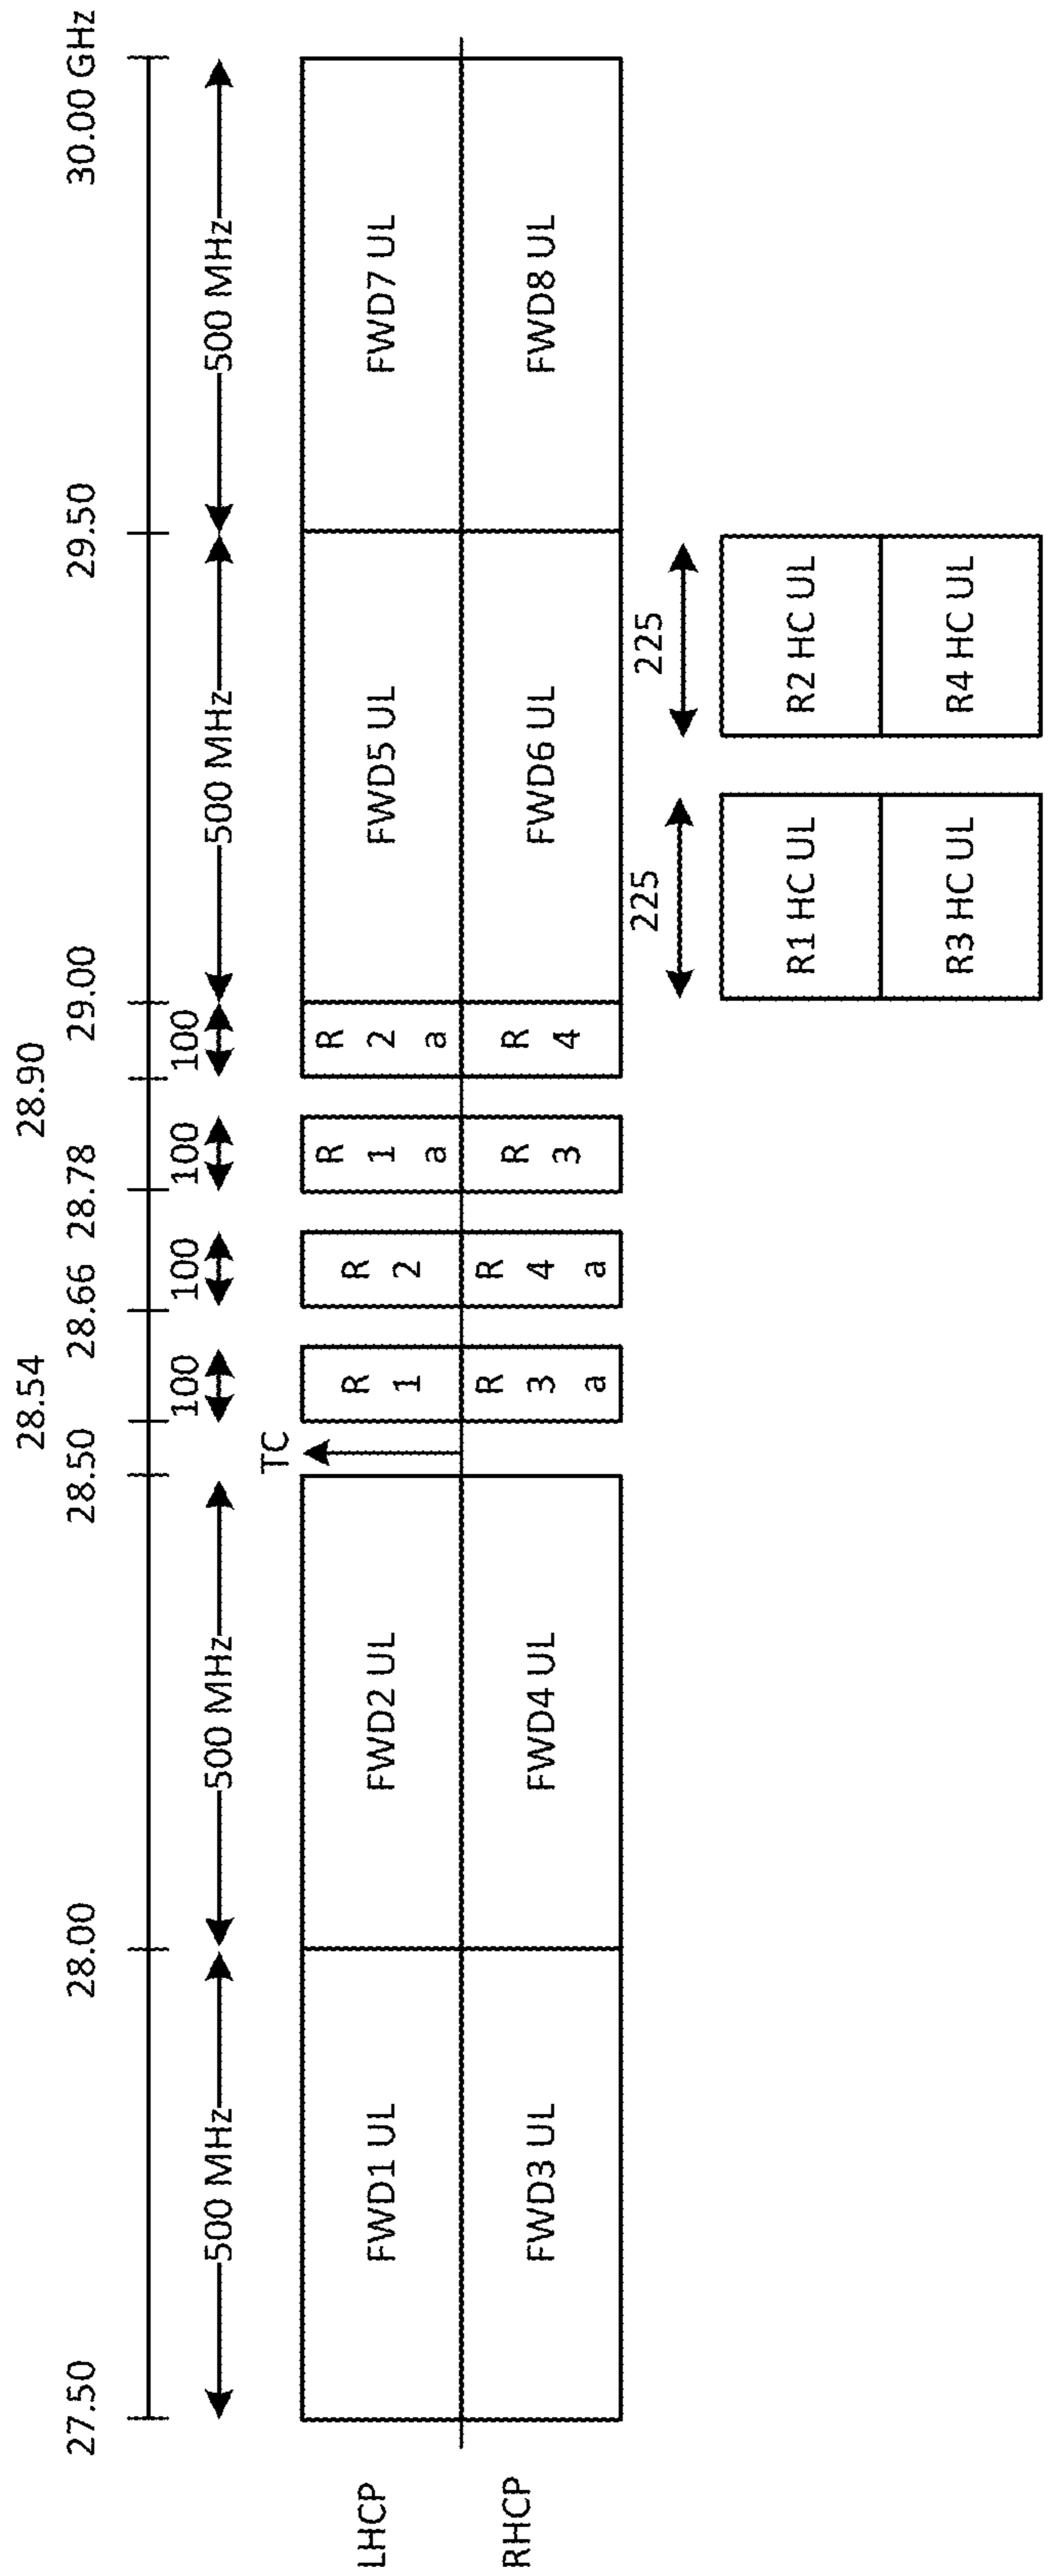 27.50
28.00
28.50
28.54
28.66
28.78
28.90
29.00
29.50
30.00 GHz
500 MHz
500 MHz
100
100
100
100
500 MHz
500 MHz
TC
LHCP
FWD1 UL
FWD2 UL
R
1
R
2
R
1
a
R
2
a
FWD5 UL
FWD7 UL
RHCP
FWD3 UL
FWD4 UL
R
3
a
R
4
a
R
3
R
4
FWD6 UL
FWD8 UL
225
225
R1 HC UL
R2 HC UL
R3 HC UL
R4 HC UL